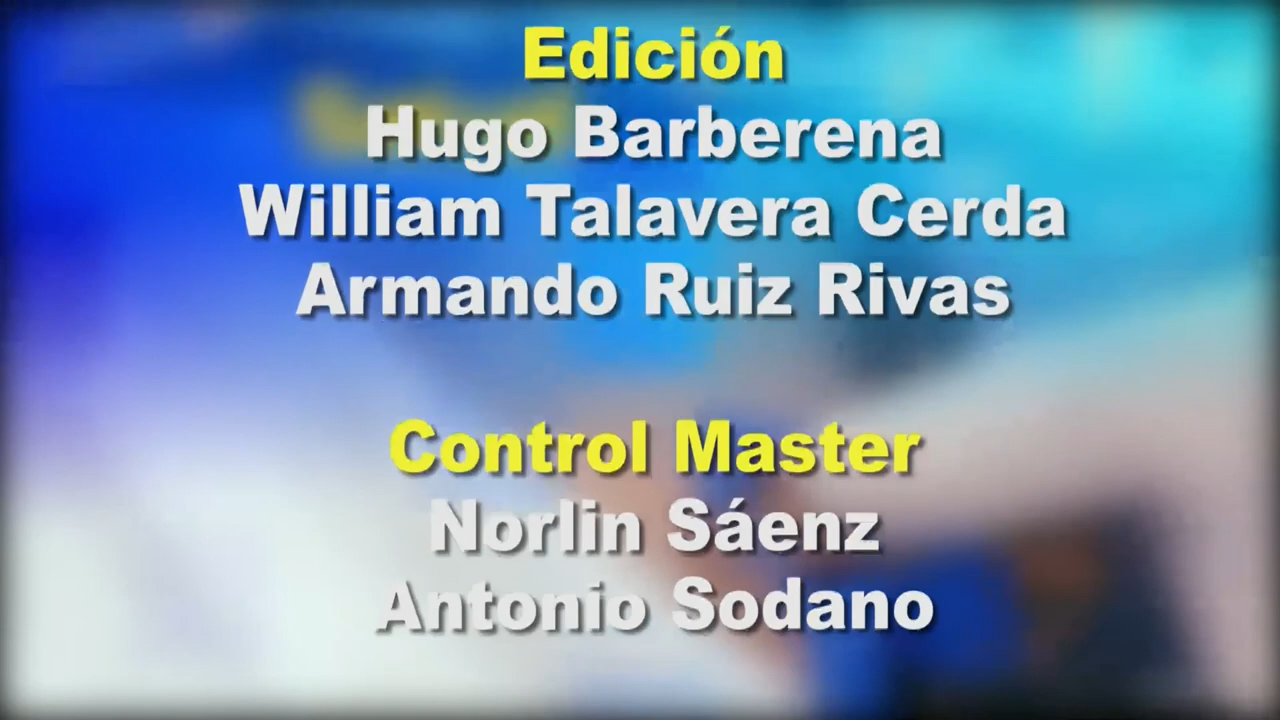 Edición
Hugo Barberena
William Talavera Cerda
Armando Ruiz Rivas
Control Master
Norlin Sáenz
Antonio Sodano